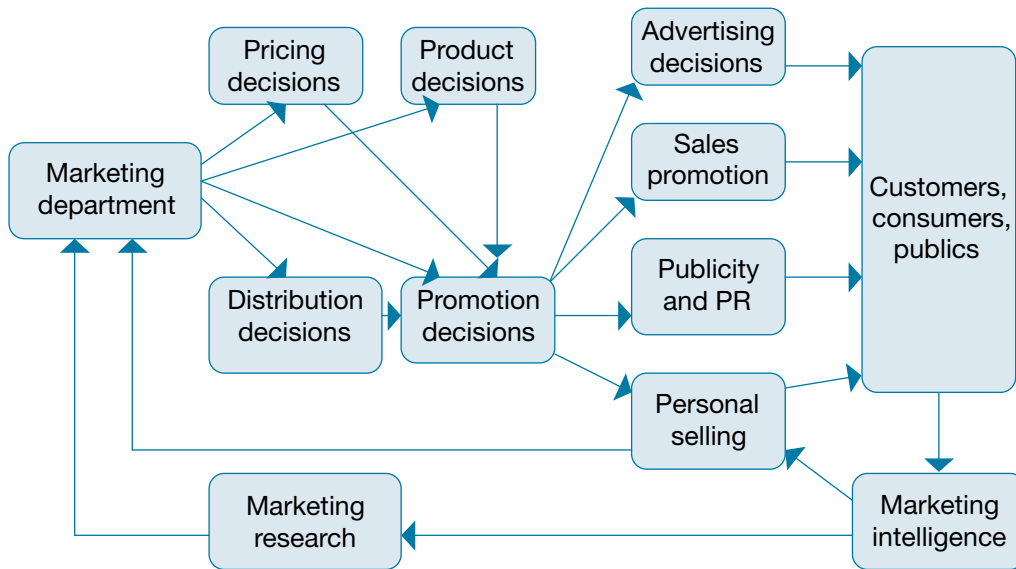 Pricing
decisions
Product
decisions
Advertising
decisions
Marketing
department
Sales
promotion
Customers,
consumers,
publics
Distribution
decisions
Promotion
decisions
Publicity
and PR
Personal
selling
Marketing
research
Marketing
intelligence